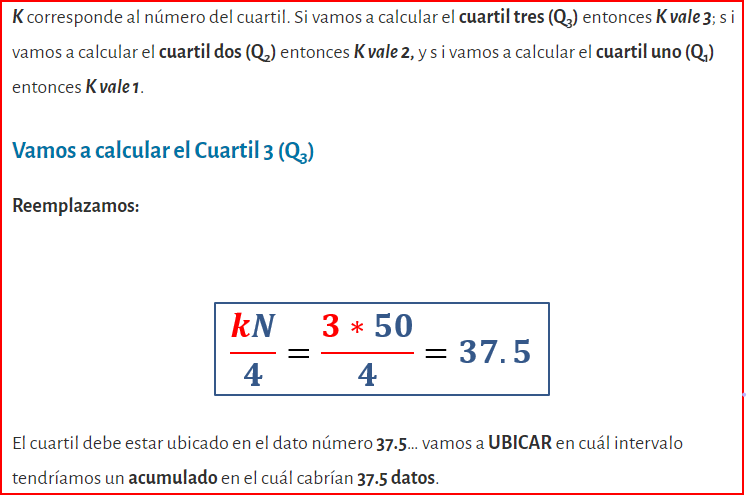 K corresponde al número del cuartil. Si vamos a calcular el cuartil tres (Q₃) entonces K vale 3; s i
vamos a calcular el cuartil dos (Q₂) entonces K vale 2, y s i vamos a calcular el cuartil uno (Q₁)
entonces K vale 1.
Vamos a calcular el Cuartil 3 (Q₃)
Reemplazamos:
kN/4 = 3 * 50/4 = 37.5
El cuartil debe estar ubicado en el dato número 37.5... vamos a UBICAR en cuál intervalo
tendríamos un acumulado en el cuál cabrían 37.5 datos.